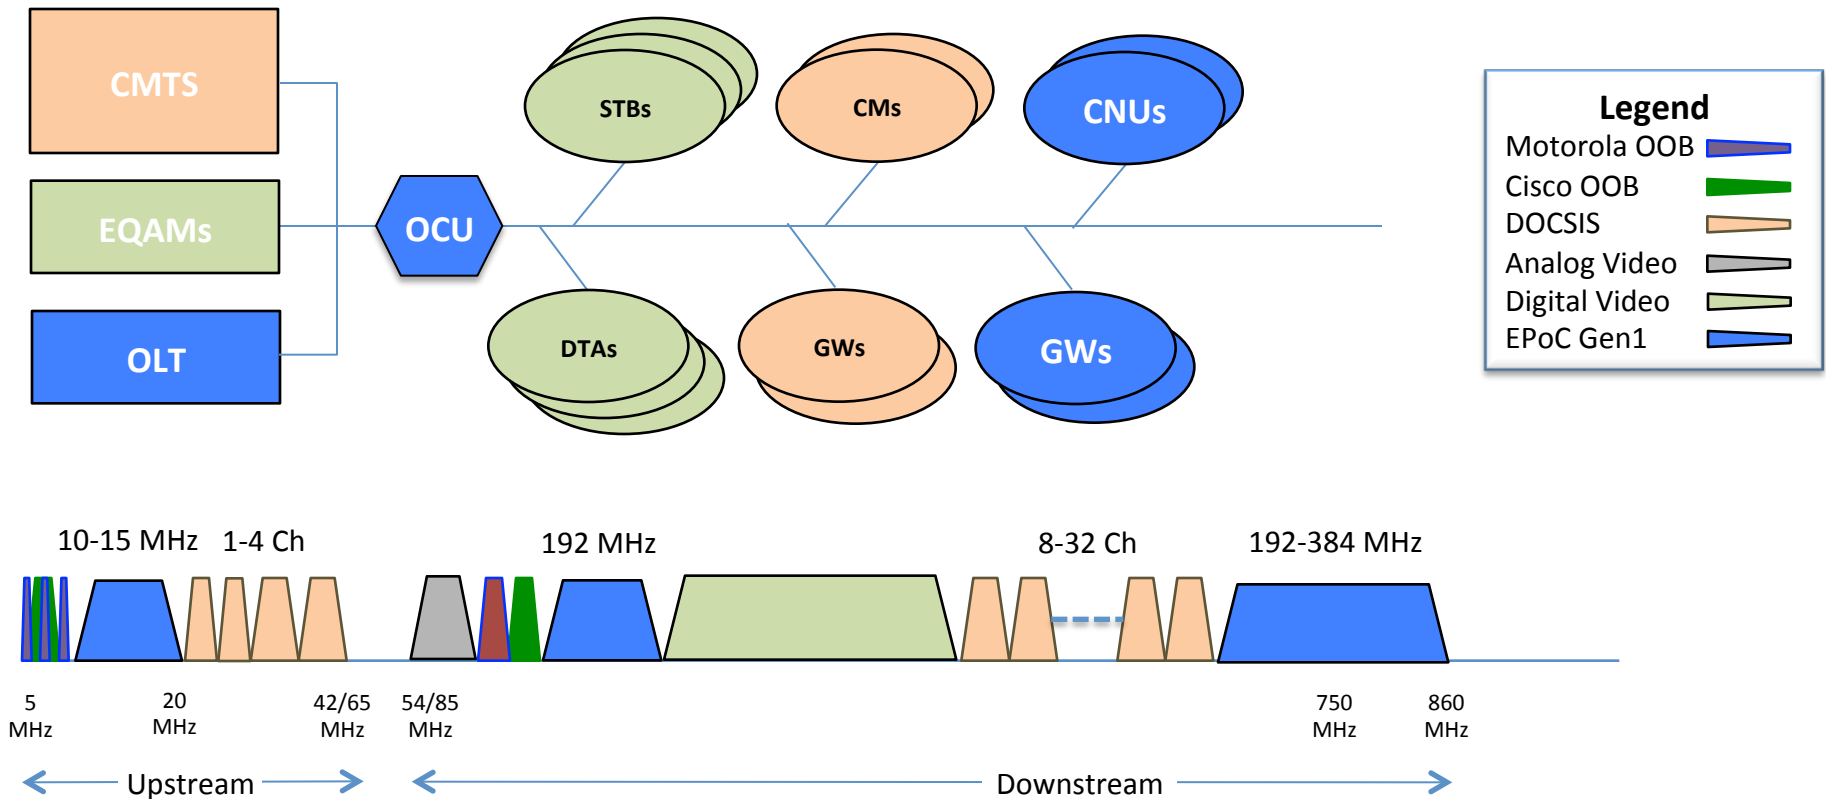 CMTS
EQAMs
OLT
OCU
STBs
CMs
CNUs
DTAs
GWs
GWs
Legend
Motorola OOB
Cisco OOB
DOCSIS
Analog Video
Digital Video
EPoC Gen1
10-15 MHz
1-4 Ch
192 MHz
8-32 Ch
192-384 MHz
5
MHz
20
MHz
42/65
MHz
54/85
MHz
750
MHz
860
MHz
Upstream
Downstream